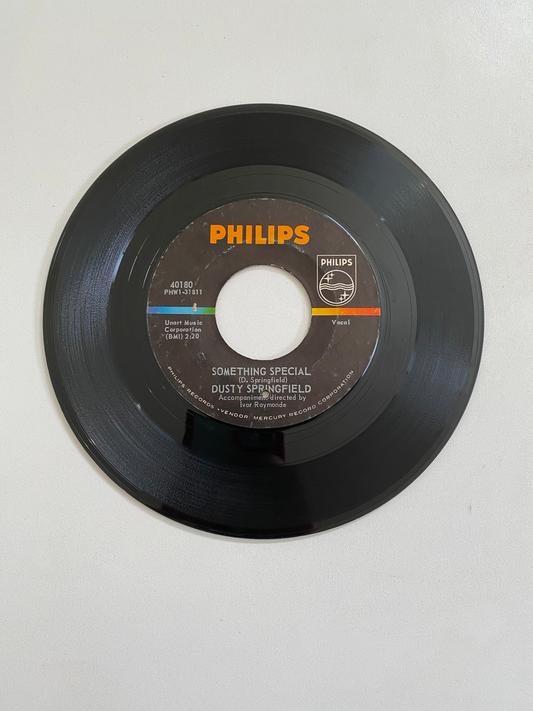 PHILIPS
PHILIPS
40180
PHW1-31811
Unart Music
Corporation
(BMI) 2:20
Vocal
SOMETHING SPECIAL
(D. Springfield)
DUSTY SPRINGFIELD
Accompaniment directed by
Ivor Raymonde
PHILIPS RECORDS • VENDOR: MERCURY RECORD CORPORATION